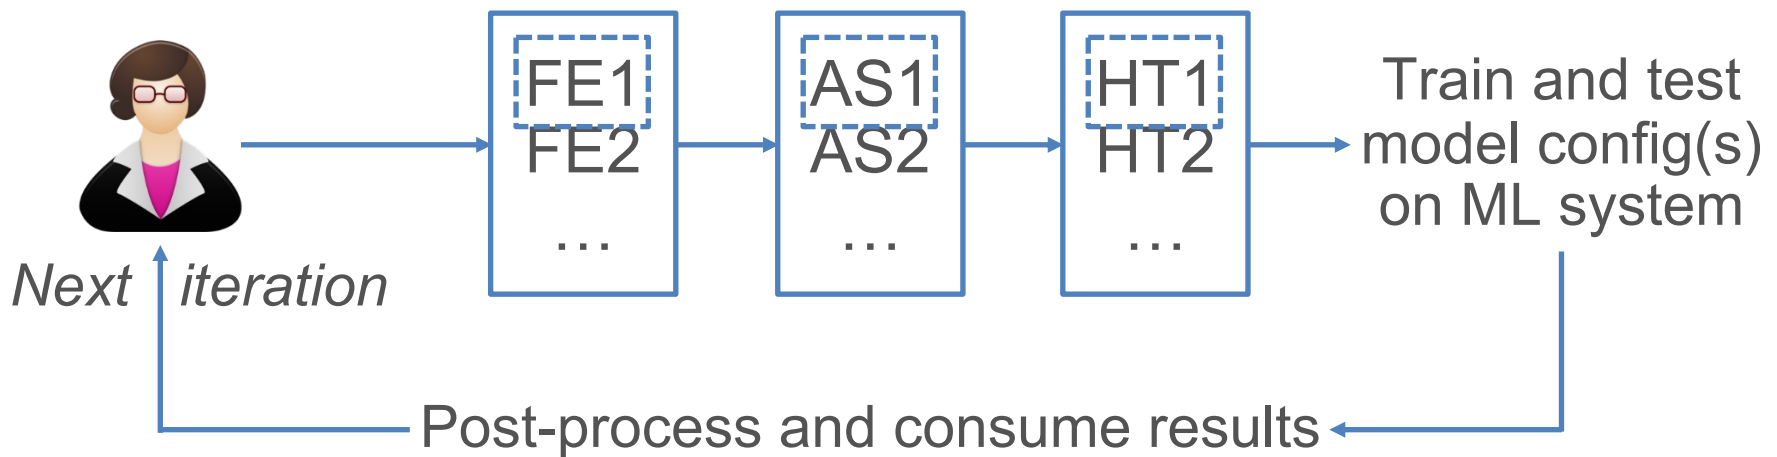 FE1
FE2
…
AS1
AS2
…
HT1
HT2
…
Train and test
model config(s)
on ML system
Next iteration
Post-process and consume results